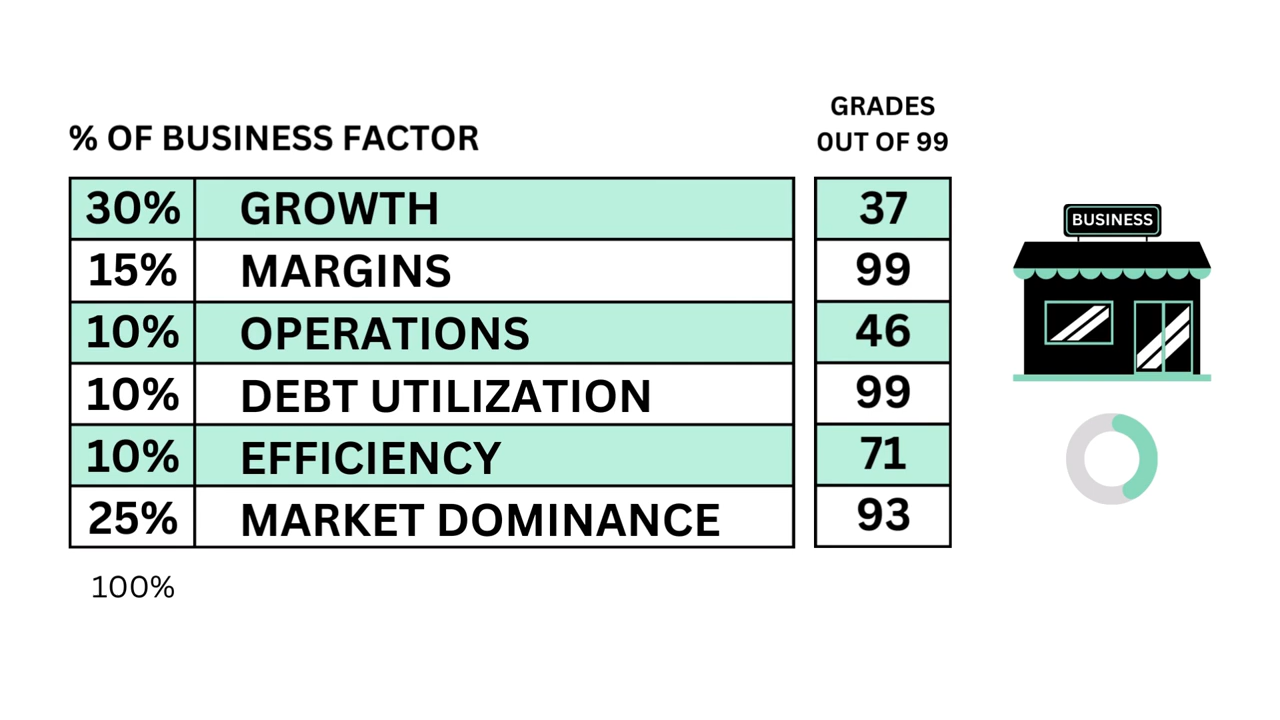 % OF BUSINESS FACTOR
GRADES
OUT OF 99
30% GROWTH 37
15% MARGINS 99
10% OPERATIONS 46
10% DEBT UTILIZATION 99
10% EFFICIENCY 71
25% MARKET DOMINANCE 93
100%
BUSINESS